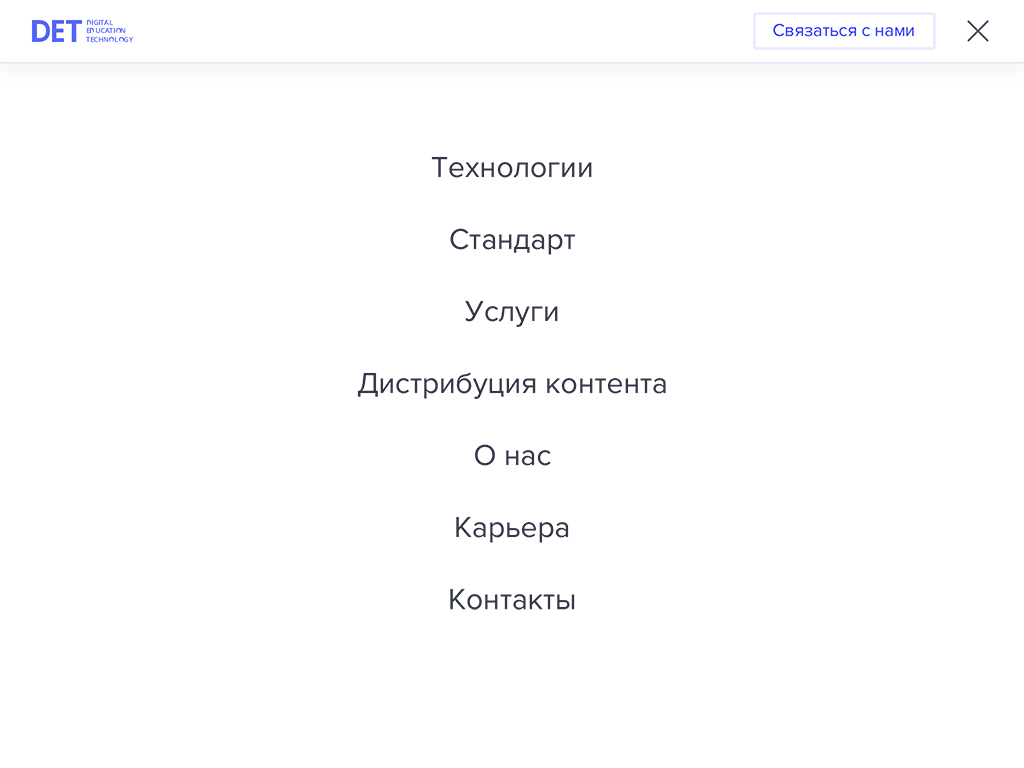 DET
DIGITAL
EDUCATION
TECHNOLOGY
Связаться с нами
Технологии
Стандарт
Услуги
Дистрибуция контента
О нас
Карьера
Контакты